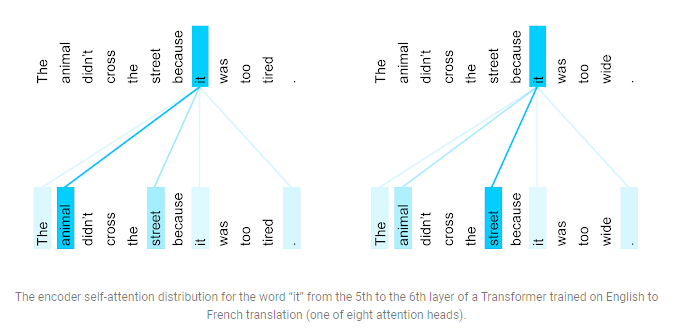 The animal didn't cross the street because it was too tired .
The animal didn't cross the street because it was too wide .
The animal didn't cross the street because it was too tired .
The animal didn't cross the street because it was too wide .
The encoder self-attention distribution for the word “it” from the 5th to the 6th layer of a Transformer trained on English to
French translation (one of eight attention heads).